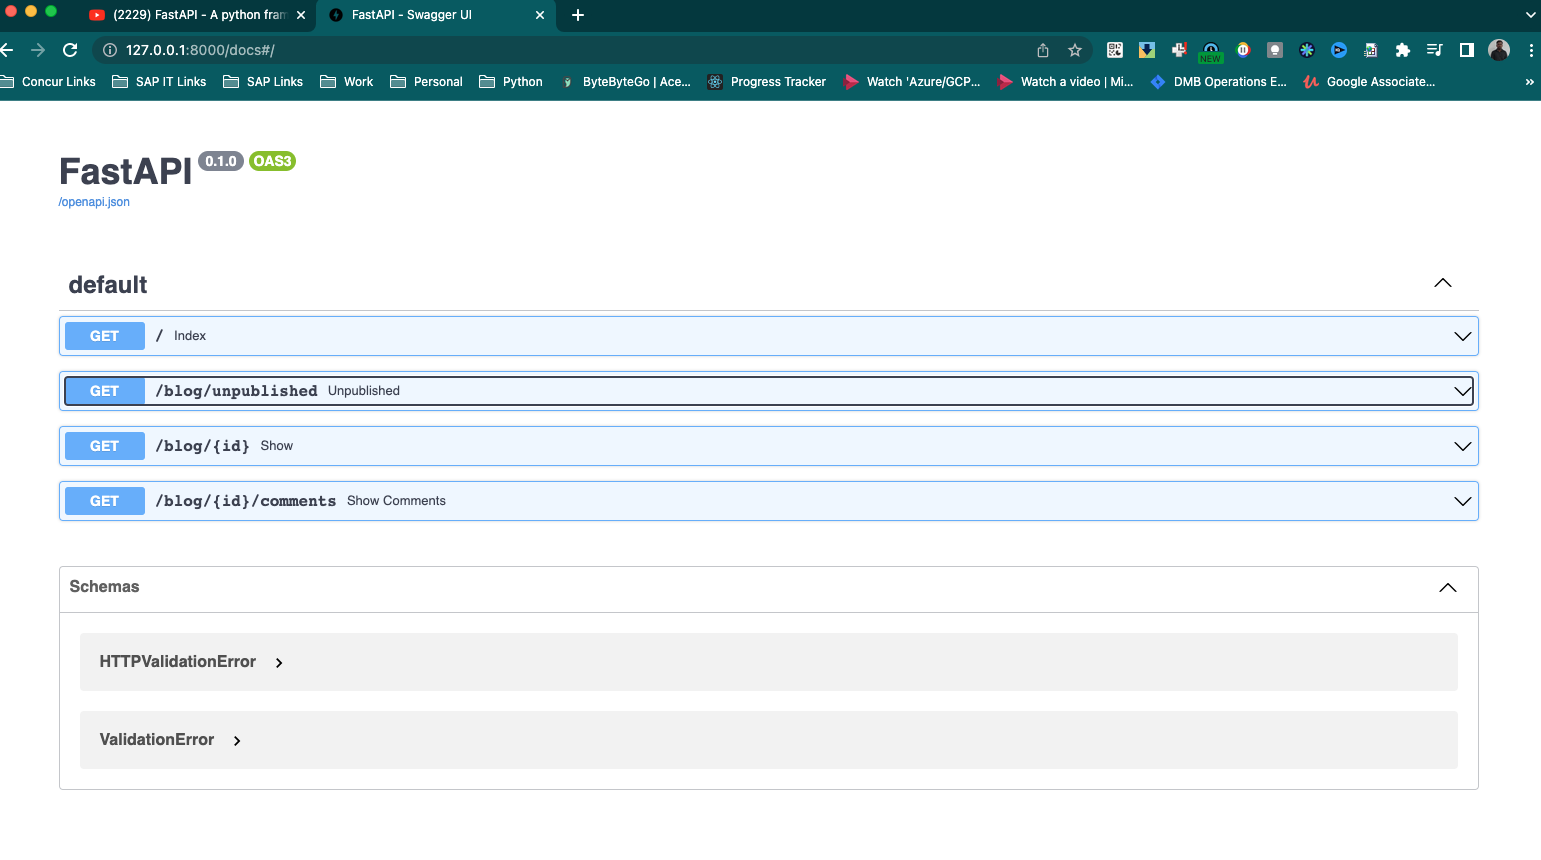 (2229) FastAPI - A python fram
FastAPI - Swagger UI
127.0.0.1:8000/docs#/
NEW
Concur Links
SAP IT Links
SAP Links
Work
Personal
Python
ByteByteGo | Ace...
Progress Tracker
Watch 'Azure/GCP...
Watch a video | Mi...
DMB Operations E...
Google Associate...
FastAPI 0.1.0 OAS3
/openapi.json
default
GET / Index
GET /blog/unpublished Unpublished
GET /blog/{id} Show
GET /blog/{id}/comments Show Comments
Schemas
HTTPValidationError
ValidationError